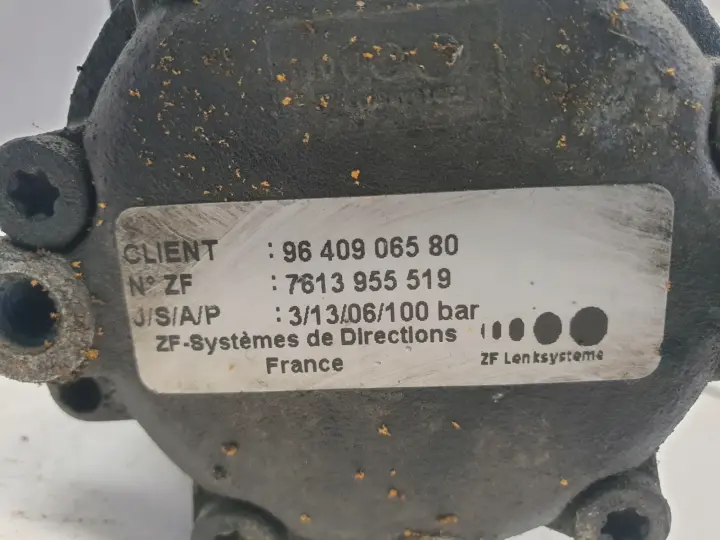 CLIENT : 96 409 065 80
N° ZF : 7613 955 519
J/S/A/P : 3/13/06/100 bar
ZF-Systèmes de Directions
France
ZF Lenksysteme